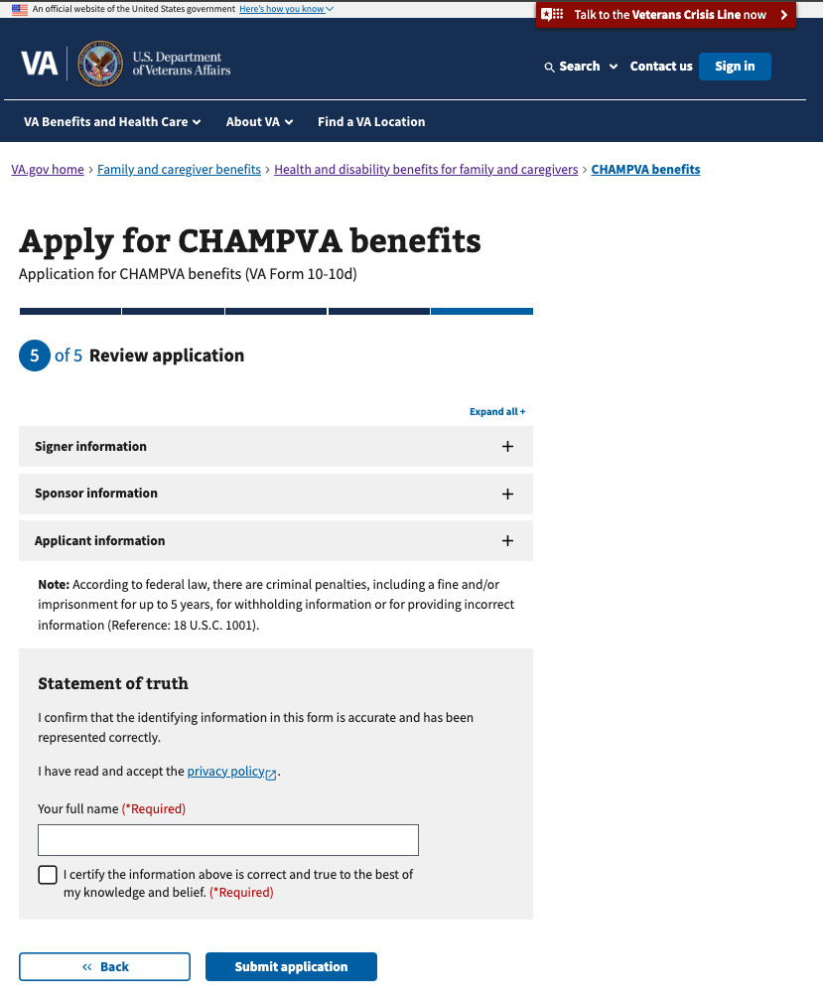 An official website of the United States government Here's how you know
Talk to the Veterans Crisis Line now
VA
U.S. Department
of Veterans Affairs
Search
Contact us
Sign in
VA Benefits and Health Care
About VA
Find a VA Location
VA.gov home › Family and caregiver benefits › Health and disability benefits for family and caregivers › CHAMPVA benefits
Apply for CHAMPVA benefits
Application for CHAMPVA benefits (VA Form 10-10d)
5 of 5 Review application
Expand all +
Signer information
Sponsor information
Applicant information
Note: According to federal law, there are criminal penalties, including a fine and/or
imprisonment for up to 5 years, for withholding information or for providing incorrect
information (Reference: 18 U.S.C. 1001).
Statement of truth
I confirm that the identifying information in this form is accurate and has been
represented correctly.
I have read and accept the privacy policy.
Your full name (*Required)
I certify the information above is correct and true to the best of
my knowledge and belief. (*Required)
« Back
Submit application